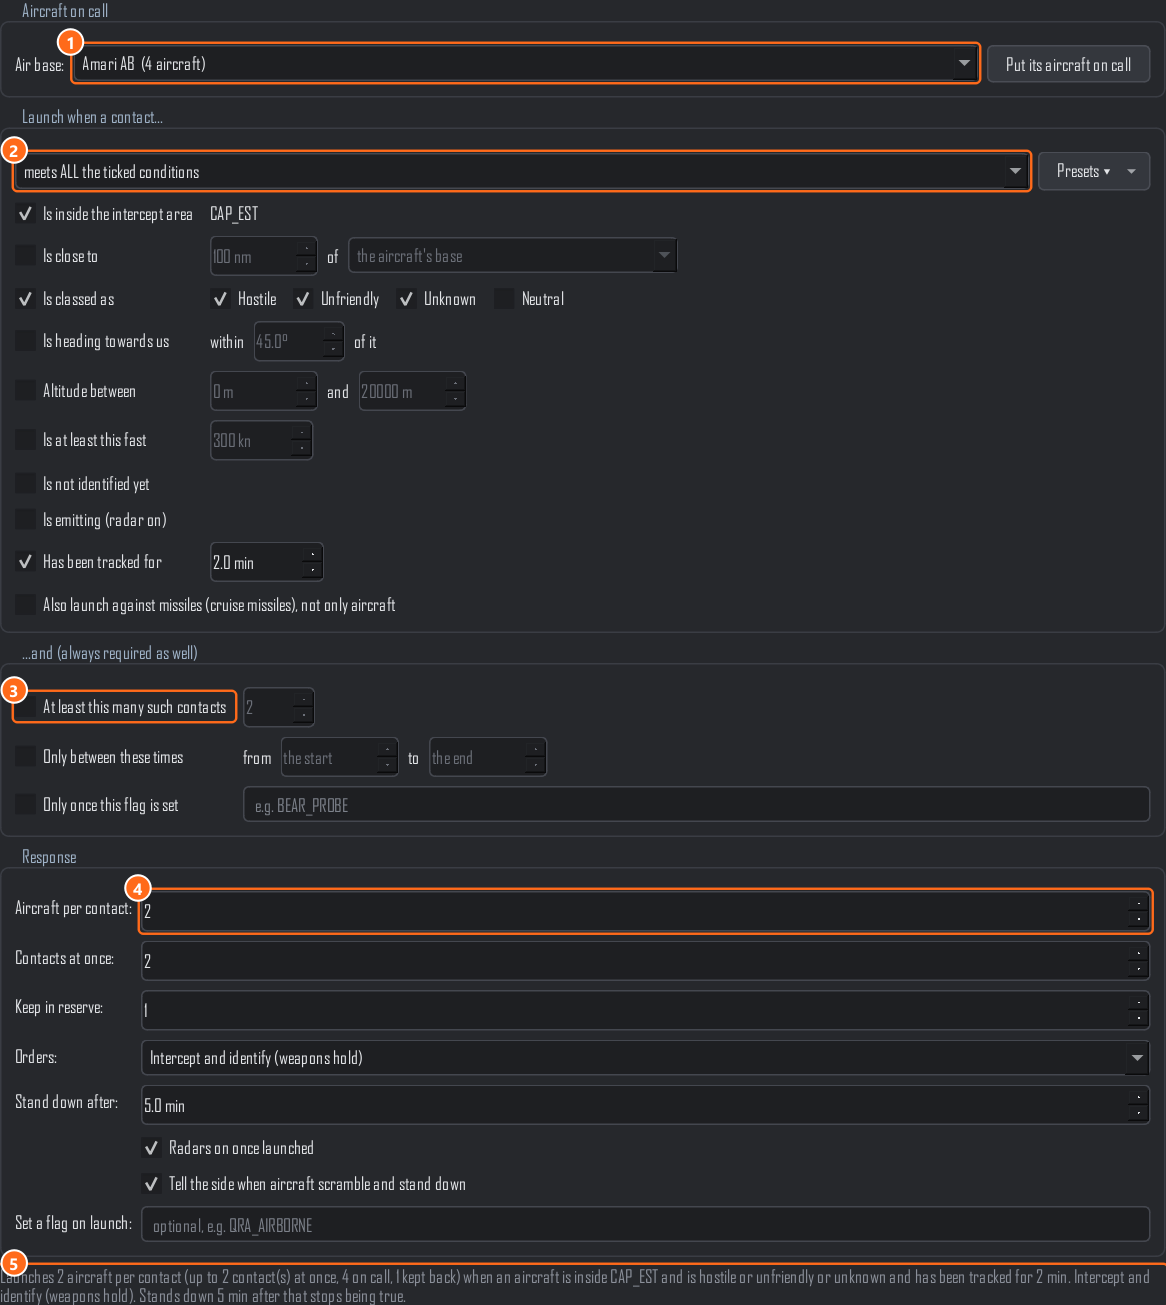 Aircraft on call
1
Air base: Amari AB (4 aircraft) Put its aircraft on call
Launch when a contact...
2
meets ALL the ticked conditions Presets ▾
Is inside the intercept area CAP_EST
Is close to 100 nm of the aircraft's base
Is classed as Hostile Unfriendly Unknown Neutral
Is heading towards us within 45.0° of it
Altitude between 0 m and 20000 m
Is at least this fast 300 kn
Is not identified yet
Is emitting (radar on)
Has been tracked for 2.0 min
Also launch against missiles (cruise missiles), not only aircraft
...and (always required as well)
3
At least this many such contacts 2
Only between these times from the start to the end
Only once this flag is set e.g. BEAR_PROBE
Response
4
Aircraft per contact: 2
Contacts at once: 2
Keep in reserve: 1
Orders: Intercept and identify (weapons hold)
Stand down after: 5.0 min
Radars on once launched
Tell the side when aircraft scramble and stand down
Set a flag on launch: optional, e.g. QRA_AIRBORNE
5
Launches 2 aircraft per contact (up to 2 contact(s) at once, 4 on call, 1 kept back) when an aircraft is inside CAP_EST and is hostile or unfriendly or unknown and has been tracked for 2 min. Intercept and
identify (weapons hold). Stands down 5 min after that stops being true.